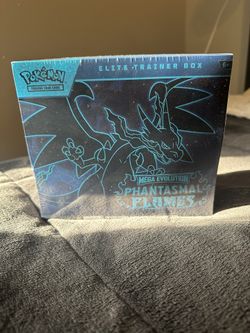 Pokémon
TRADING CARD GAME
ELITE TRAINER BOX
MEGA EVOLUTION
PHANTASMAL
FLAMES